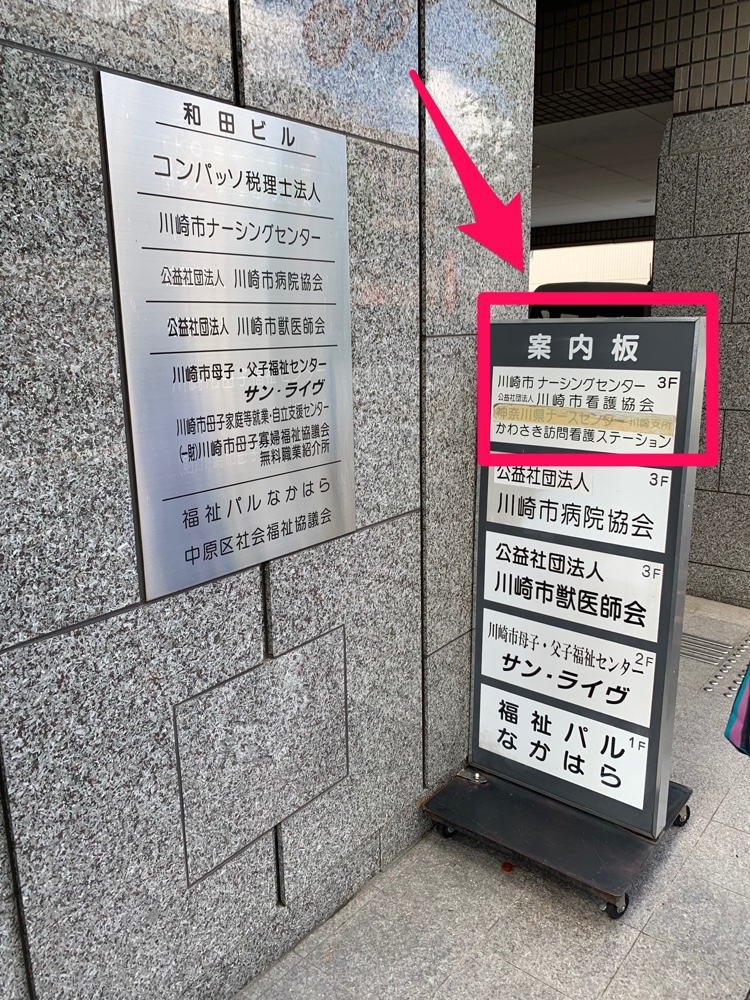 和田ビル
コンパッソ税理士法人
川崎市ナーシングセンター
公益社団法人 川崎市病院協会
公益社団法人 川崎市獣医師会
川崎市母子・父子福祉センター
サン・ライヴ
川崎市母子家庭等就業・自立支援センター
(一財)川崎市母子寡婦福祉協議会
無料職業紹介所
福祉パルなかはら
中原区社会福祉協議会
案内板
川崎市 ナーシングセンター 3F
公益社団法人 川崎市看護協会
神奈川県ナースセンター 川崎支所
かわさき訪問看護ステーション
公益社団法人 3F
川崎市病院協会
公益社団法人 3F
川崎市獣医師会
川崎市母子・父子福祉センター 2F
サン・ライヴ
福祉パル 1F
なかはら